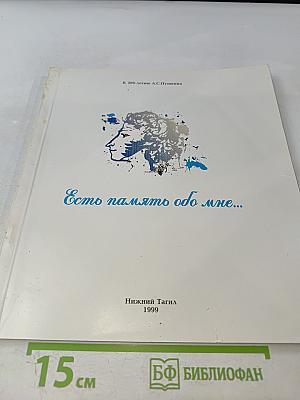 К 200-летию А.С.Пушкина
Есть память обо мне...
Нижний Тагил
1999
15 см
БФ БИБЛИОФАН